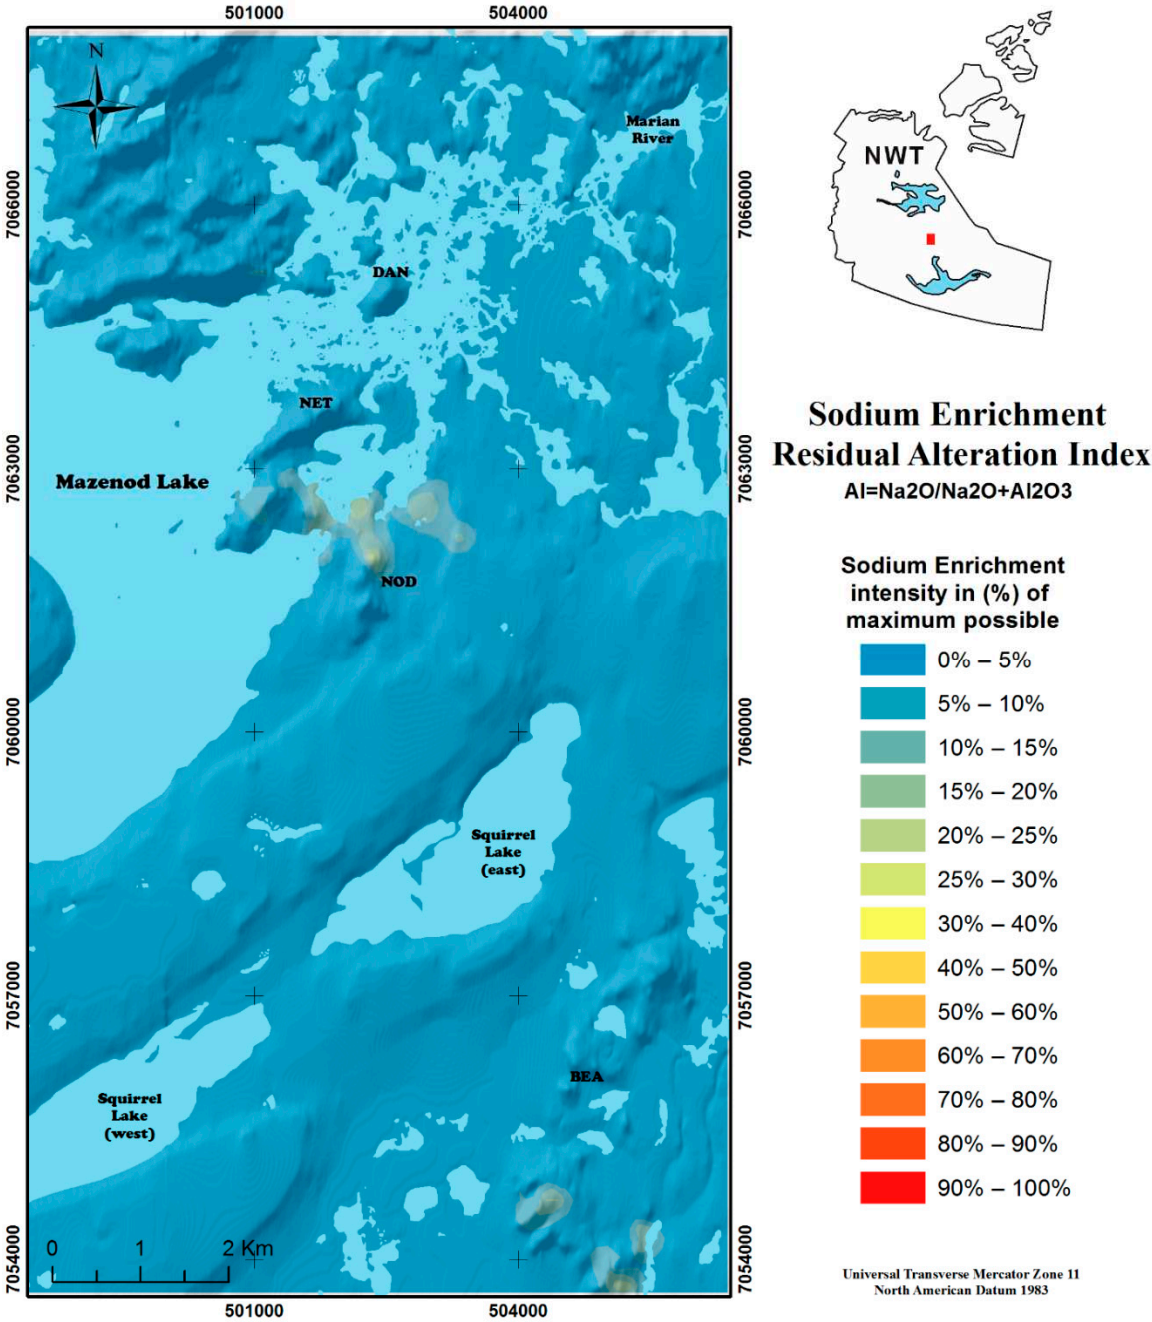 501000
504000
N
Marian
River
7066000
7066000
DAN
NET
7063000
7063000
Mazenod Lake
NOD
7060000
7060000
Squirrel
Lake
(east)
7057000
7057000
BEA
Squirrel
Lake
(west)
7054000
7054000
0
1
2 Km
501000
504000
NWT
Sodium Enrichment
Residual Alteration Index
AI=Na2O/Na2O+Al2O3
Sodium Enrichment
intensity in (%) of
maximum possible
0% – 5%
5% – 10%
10% – 15%
15% – 20%
20% – 25%
25% – 30%
30% – 40%
40% – 50%
50% – 60%
60% – 70%
70% – 80%
80% – 90%
90% – 100%
Universal Transverse Mercator Zone 11
North American Datum 1983